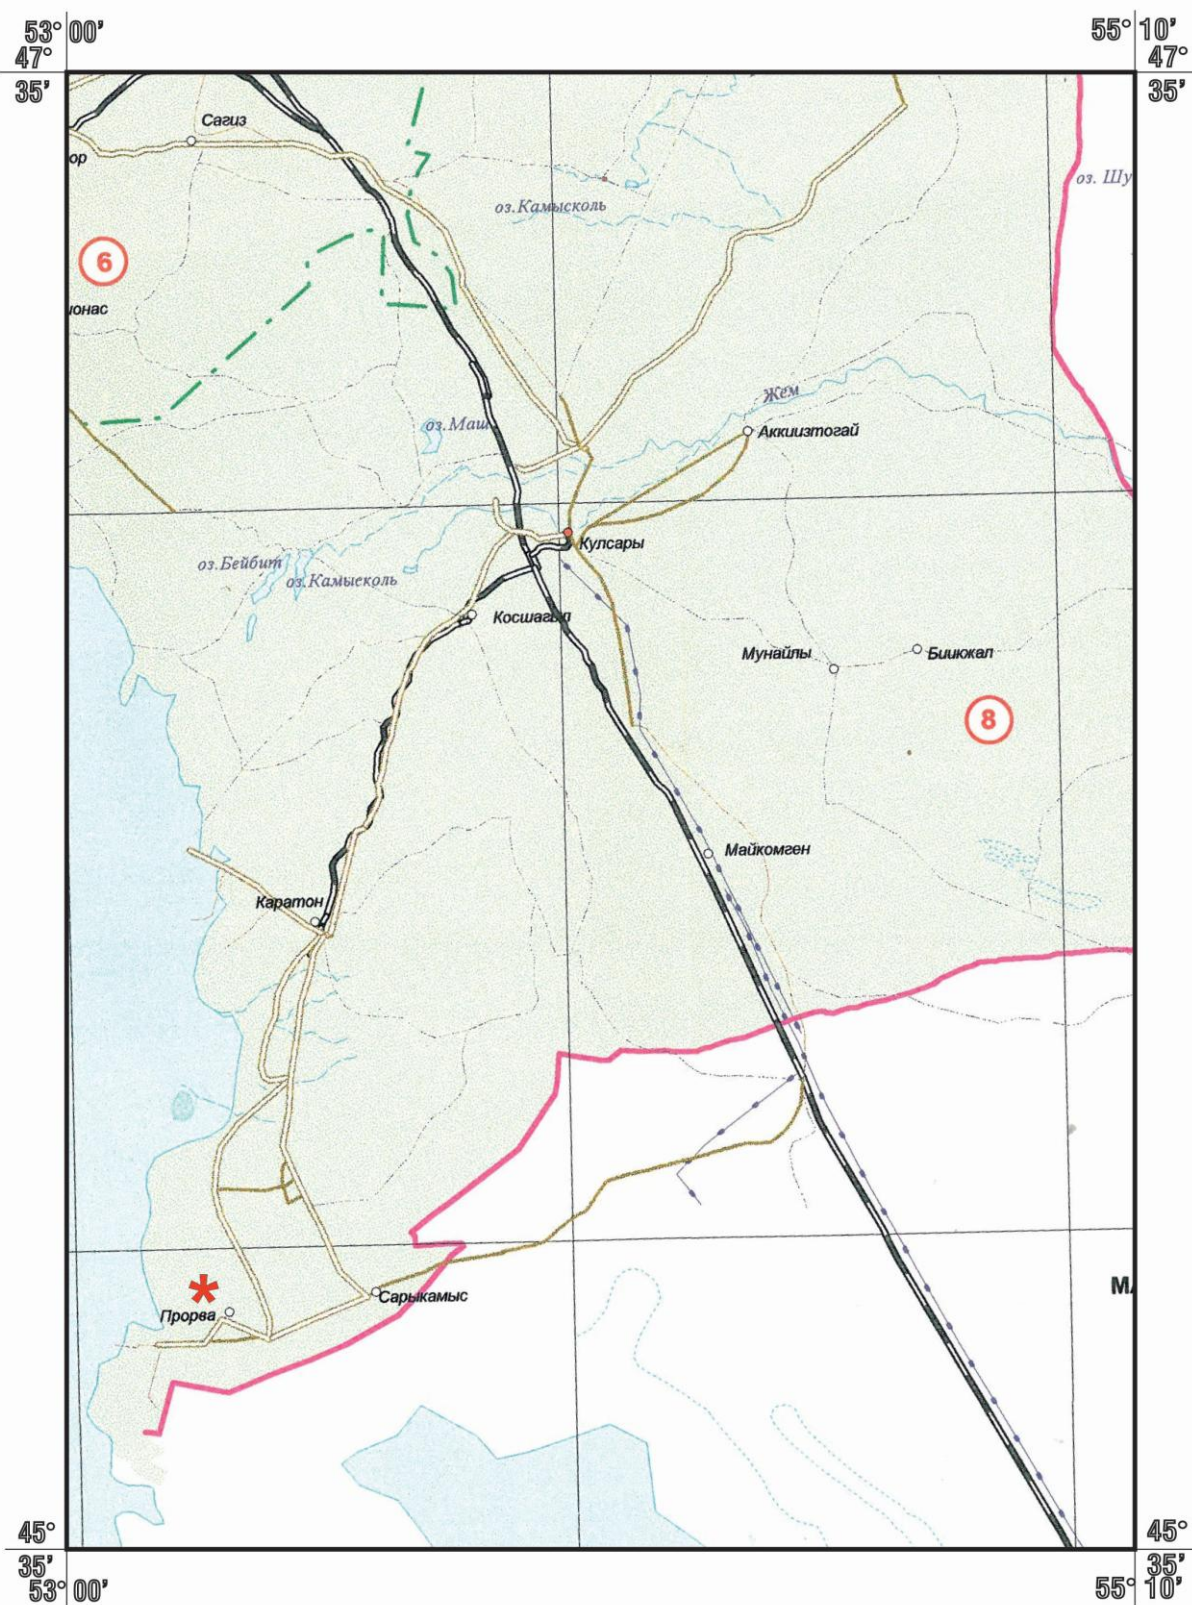 53° 00'
55° 10'
47°
47°
35'
35'
Сагиз
ор
оз. Шу
оз.Камысколь
6
ионас
Жем
оз.Маш
Аккиизтогай
Кулсары
оз.Бейбит
оз.Камысколь
Косшагыл
Мунайлы
Биикжал
8
Майкомген
Каратон
*
Сарыкамыс
Прорва
М
45°
45°
35'
35'
53° 00'
55° 10'